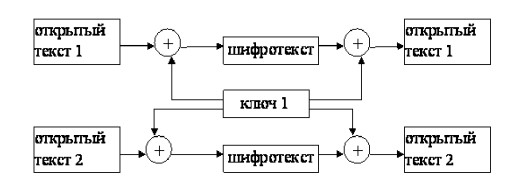 открытый
текст 1
+
шифротекст
+
открытый
текст 1
ключ 1
открытый
текст 2
+
шифротекст
+
открытый
текст 2